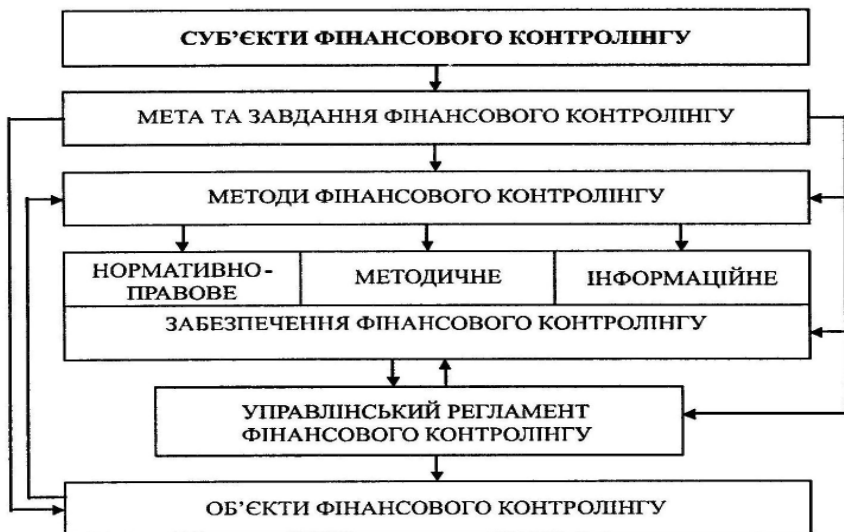 СУБ’ЄКТИ ФІНАНСОВОГО КОНТРОЛІНГУ
МЕТА ТА ЗАВДАННЯ ФІНАНСОВОГО КОНТРОЛІНГУ
МЕТОДИ ФІНАНСОВОГО КОНТРОЛІНГУ
НОРМАТИВНО-
ПРАВОВЕ
МЕТОДИЧНЕ
ІНФОРМАЦІЙНЕ
ЗАБЕЗПЕЧЕННЯ ФІНАНСОВОГО КОНТРОЛІНГУ
УПРАВЛІНСЬКИЙ РЕГЛАМЕНТ
ФІНАНСОВОГО КОНТРОЛІНГУ
ОБ’ЄКТИ ФІНАНСОВОГО КОНТРОЛІНГУ